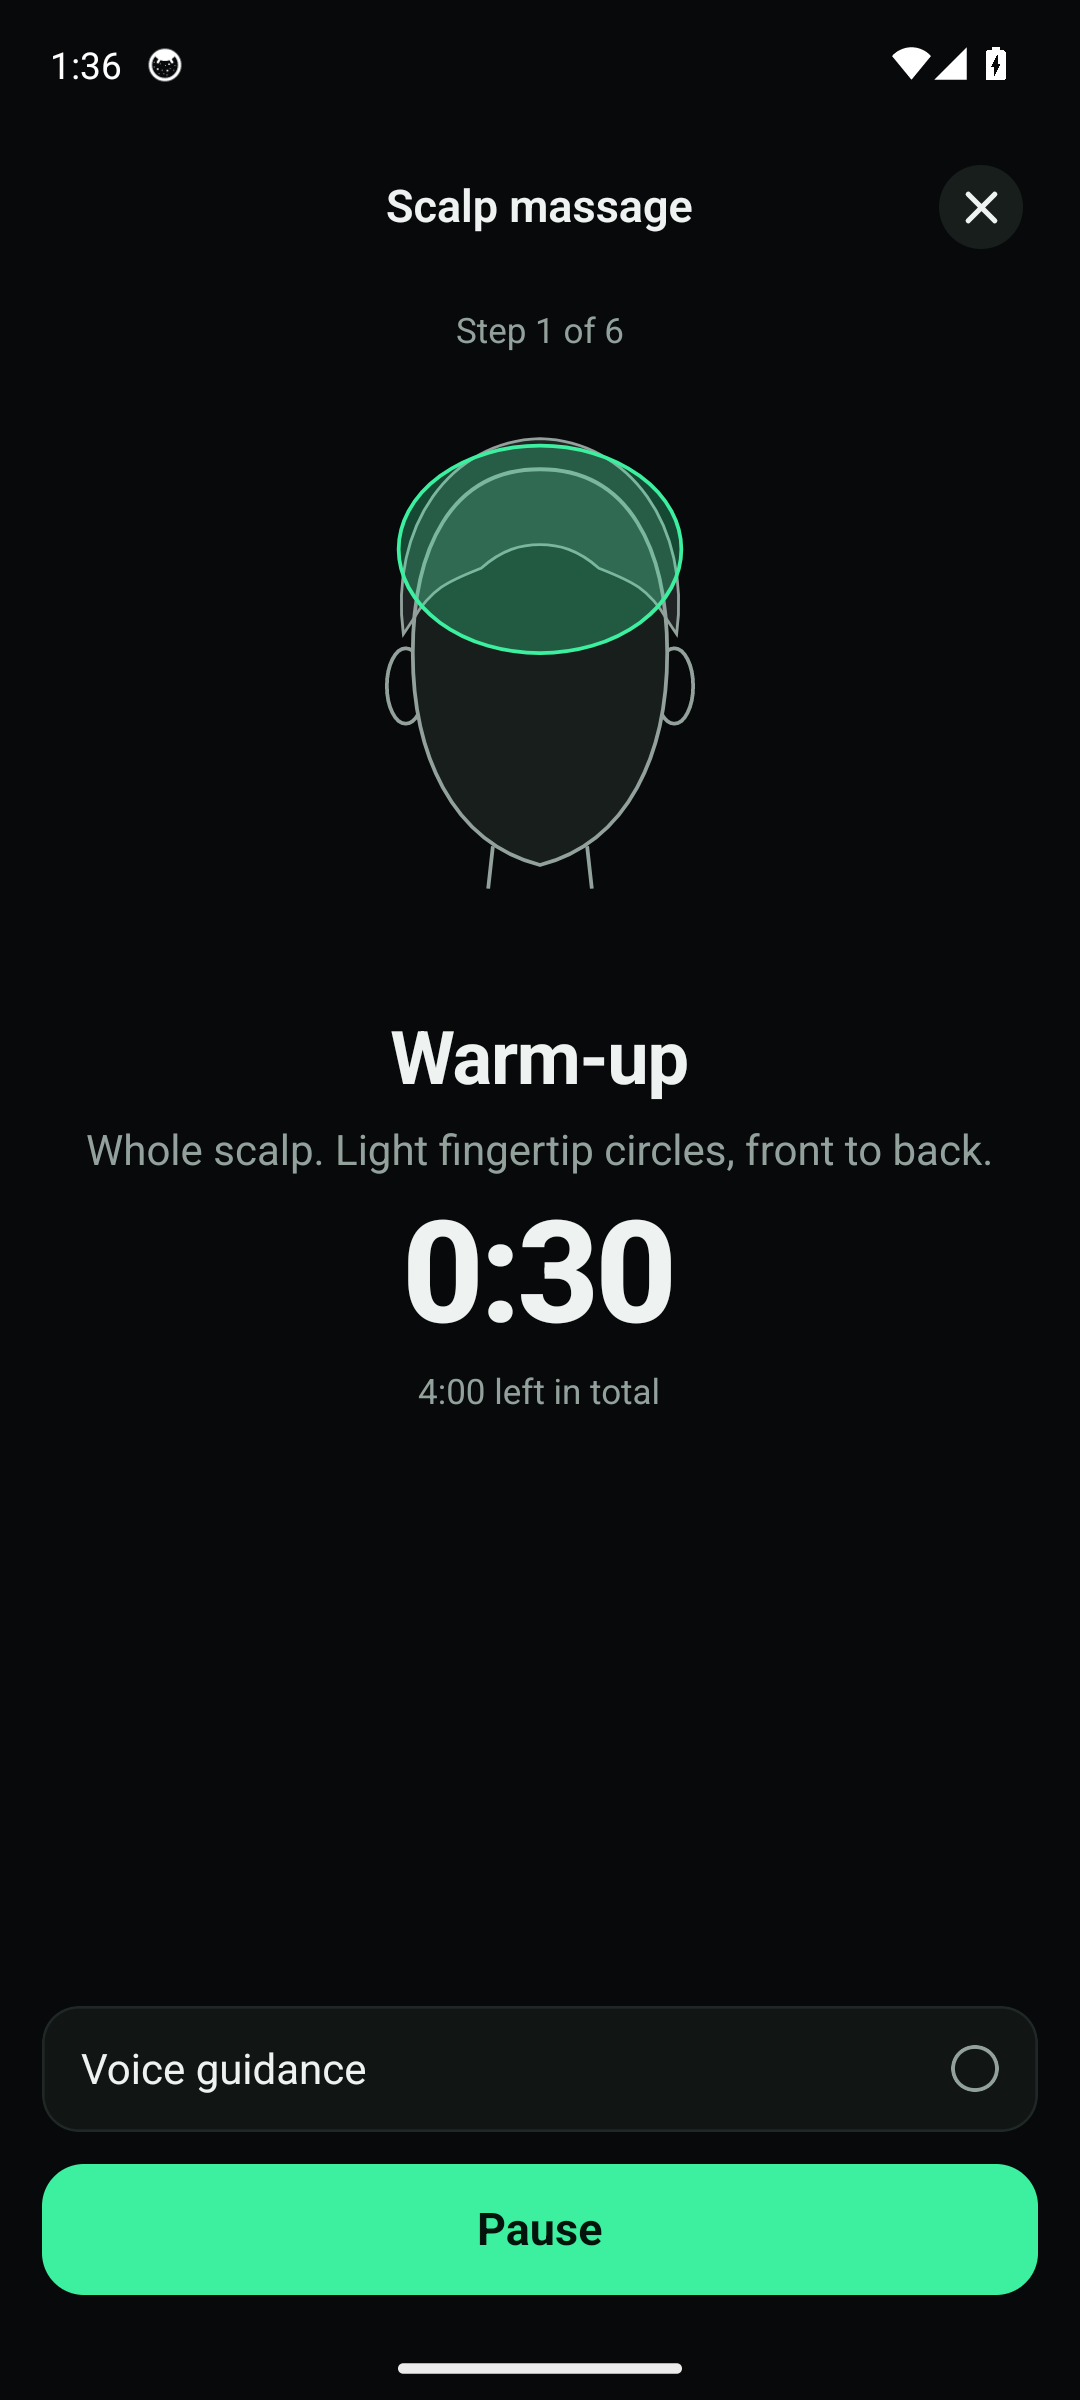 1:36
Scalp massage
Step 1 of 6
Warm-up
Whole scalp. Light fingertip circles, front to back.
0:30
4:00 left in total
Voice guidance
Pause